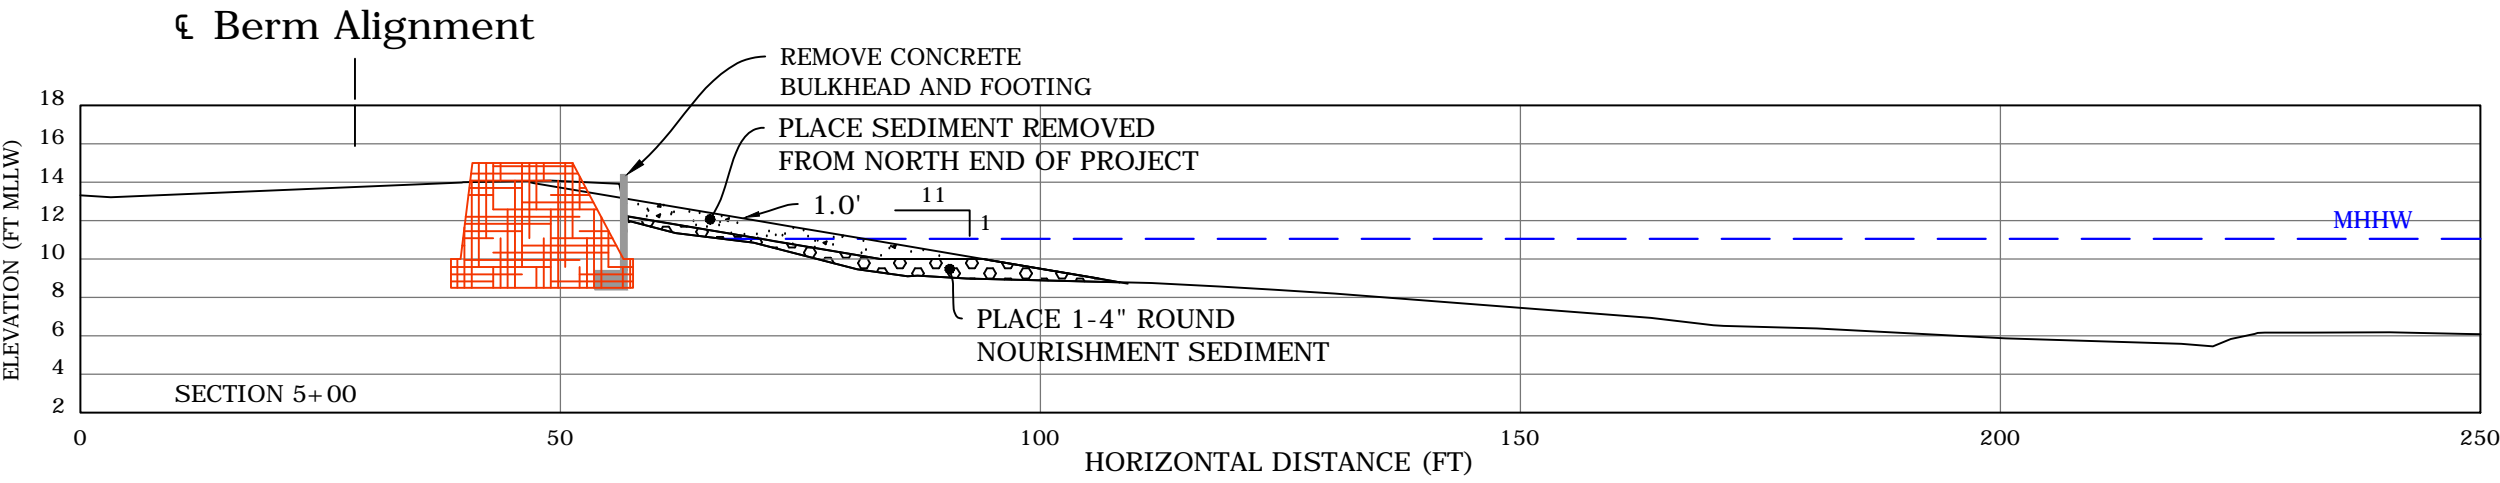 ℄ Berm Alignment
REMOVE CONCRETE
BULKHEAD AND FOOTING
PLACE SEDIMENT REMOVED
FROM NORTH END OF PROJECT
1.0'
11
1
MHHW
PLACE 1-4" ROUND
NOURISHMENT SEDIMENT
ELEVATION (FT MLLW)
18
16
14
12
10
8
6
4
2
SECTION 5+00
0 50 100 150 200 250
HORIZONTAL DISTANCE (FT)